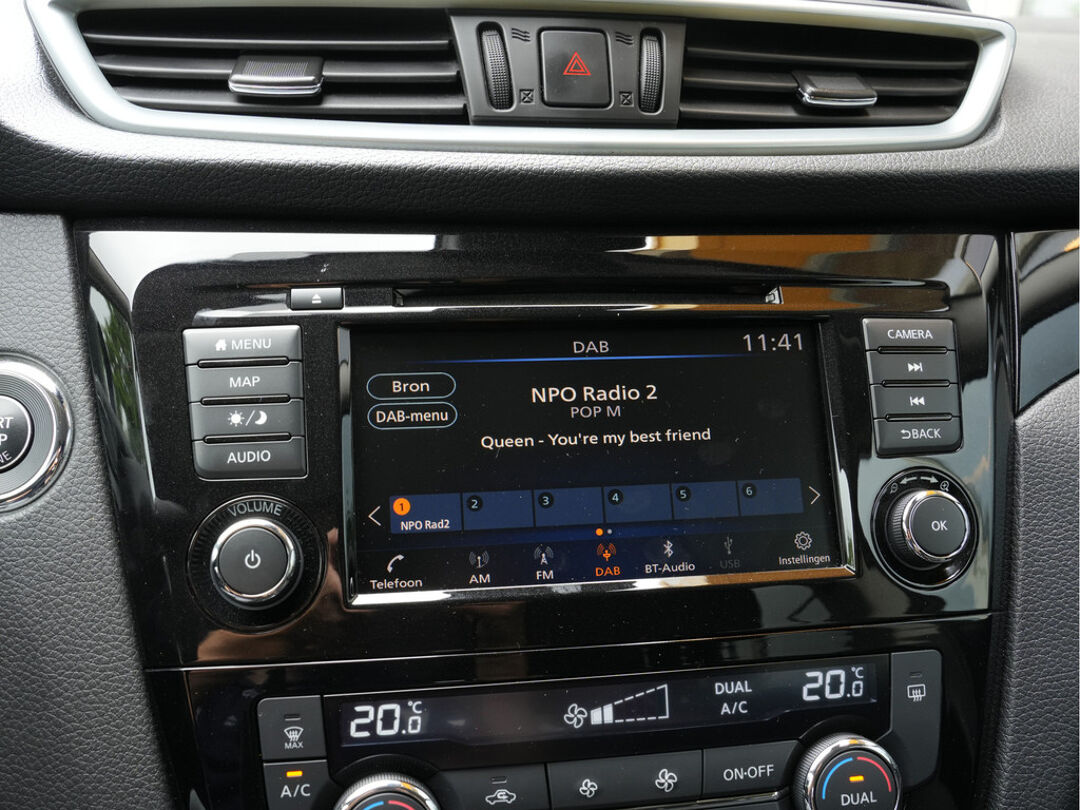 MENU
MAP
AUDIO
VOLUME
DAB
11:41
Bron
DAB-menu
NPO Radio 2
POP M
Queen - You're my best friend
1
2
3
4
5
6
NPO Rad2
Telefoon
AM
FM
DAB
BT-Audio
USB
Instellingen
CAMERA
BACK
OK
20.0°C
DUAL
A/C
20.0°C
MAX
A/C
ON·OFF
DUAL